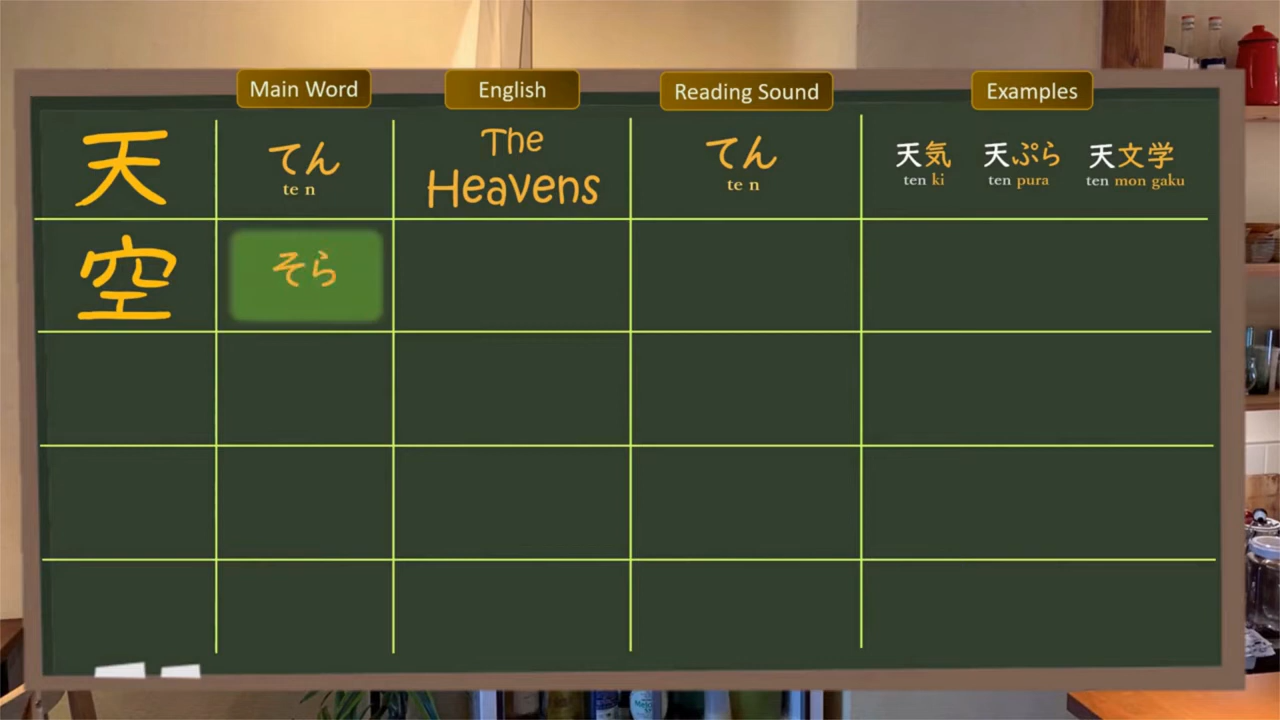 Main Word English Reading Sound Examples
天 てん The Heavens てん 天気 天ぷら 天文学
te n te n ten ki ten pura ten mon gaku
空 そら